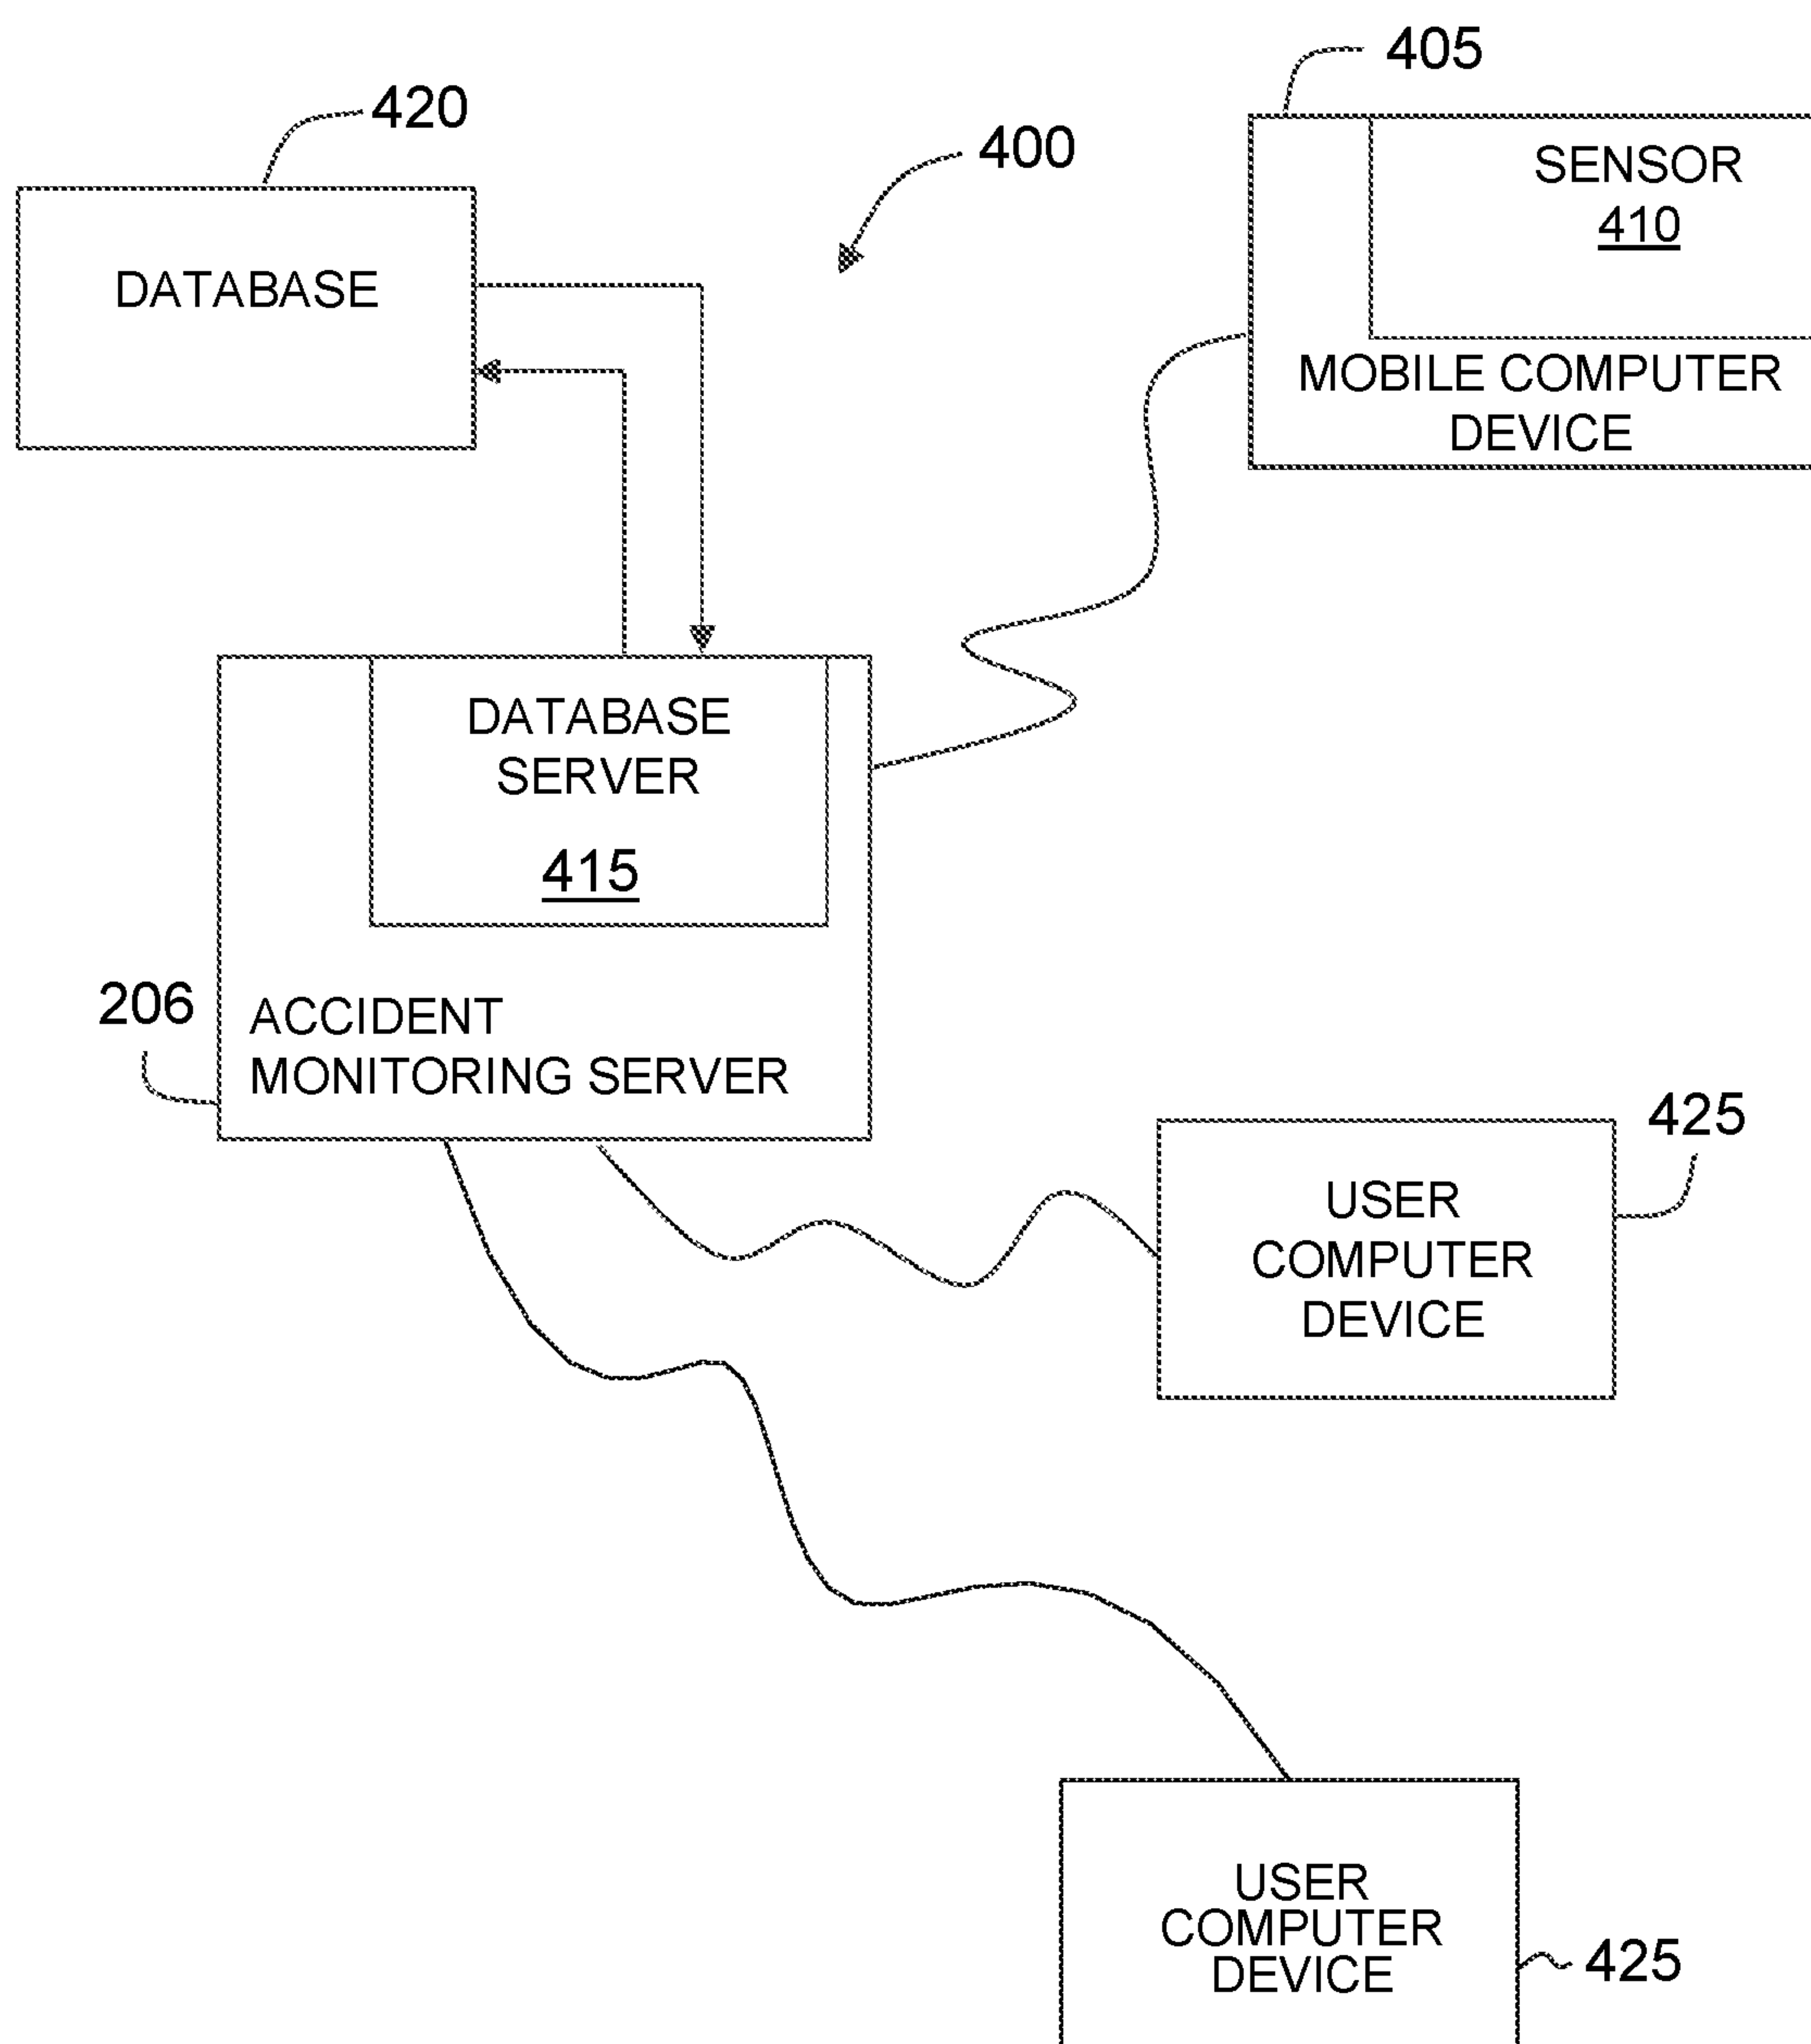 405
420
400
SENSOR
410
DATABASE
MOBILE COMPUTER
DEVICE
DATABASE
SERVER
415
206
ACCIDENT
MONITORING SERVER
425
USER
COMPUTER
DEVICE
USER
COMPUTER
DEVICE
425